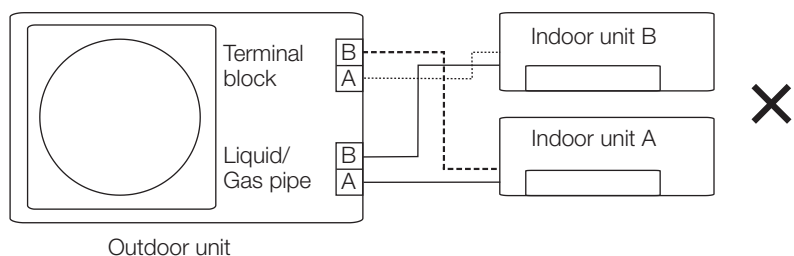 Terminal
block
B
A
Liquid/
Gas pipe
B
A
Indoor unit B
Indoor unit A
Outdoor unit